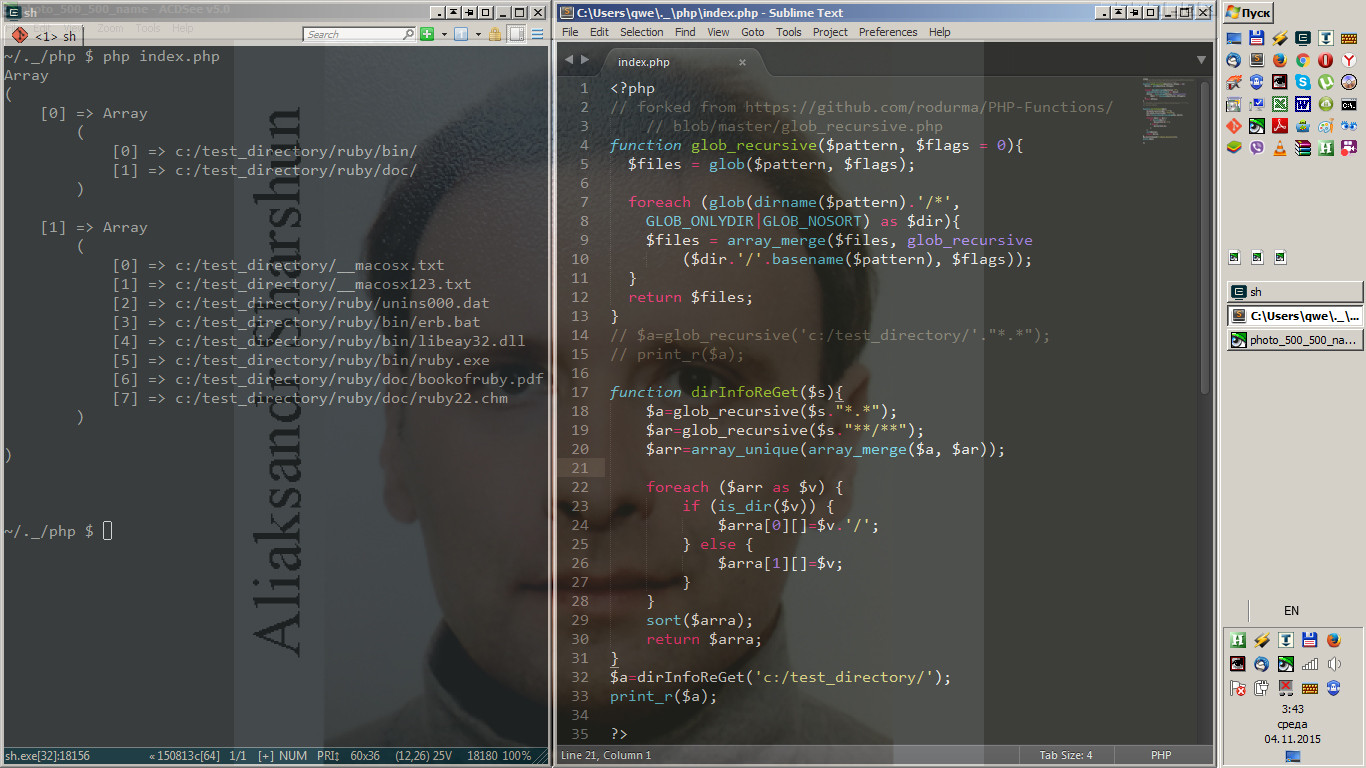 photo_500_500_name - ACDSee v5.0
sh
Zoom Tools Help
<1> sh
Search
~/._/php $ php index.php
Array
(
    [0] => Array
        (
            [0] => c:/test_directory/ruby/bin/
            [1] => c:/test_directory/ruby/doc/
        )
    [1] => Array
        (
            [0] => c:/test_directory/__macosx.txt
            [1] => c:/test_directory/__macosx123.txt
            [2] => c:/test_directory/ruby/unins000.dat
            [3] => c:/test_directory/ruby/bin/erb.bat
            [4] => c:/test_directory/ruby/bin/libeay32.dll
            [5] => c:/test_directory/ruby/bin/ruby.exe
            [6] => c:/test_directory/ruby/doc/bookofruby.pdf
            [7] => c:/test_directory/ruby/doc/ruby22.chm
        )
)
~/._/php $
Aliaksandr Sharshun
sh.exe[32]:18156 « 150813c[64] 1/1 [+] NUM PRI↕ 60x36 (12,26) 25V 18180 100%
C:\Users\qwe\._\php\index.php - Sublime Text
File Edit Selection Find View Goto Tools Project Preferences Help
index.php ×
1 <?php
2 // forked from https://github.com/rodurma/PHP-Functions/
3     // blob/master/glob_recursive.php
4 function glob_recursive($pattern, $flags = 0){
5   $files = glob($pattern, $flags);
6
7   foreach (glob(dirname($pattern).'/*',
8     GLOB_ONLYDIR|GLOB_NOSORT) as $dir){
9     $files = array_merge($files, glob_recursive
10         ($dir.'/'.basename($pattern), $flags));
11   }
12   return $files;
13 }
14 // $a=glob_recursive('c:/test_directory/'."*.*");
15 // print_r($a);
16
17 function dirInfoReGet($s){
18     $a=glob_recursive($s."*.*");
19     $ar=glob_recursive($s."**/**");
20     $arr=array_unique(array_merge($a, $ar));
21
22     foreach ($arr as $v) {
23         if (is_dir($v)) {
24             $arra[0][]=$v.'/';
25         } else {
26             $arra[1][]=$v;
27         }
28     }
29     sort($arra);
30     return $arra;
31 }
32 $a=dirInfoReGet('c:/test_directory/');
33 print_r($a);
34
35 ?>
Line 21, Column 1 Tab Size: 4 PHP
Пуск
sh
C:\Users\qwe\._\...
photo_500_500_na...
EN
3:43
среда
04.11.2015